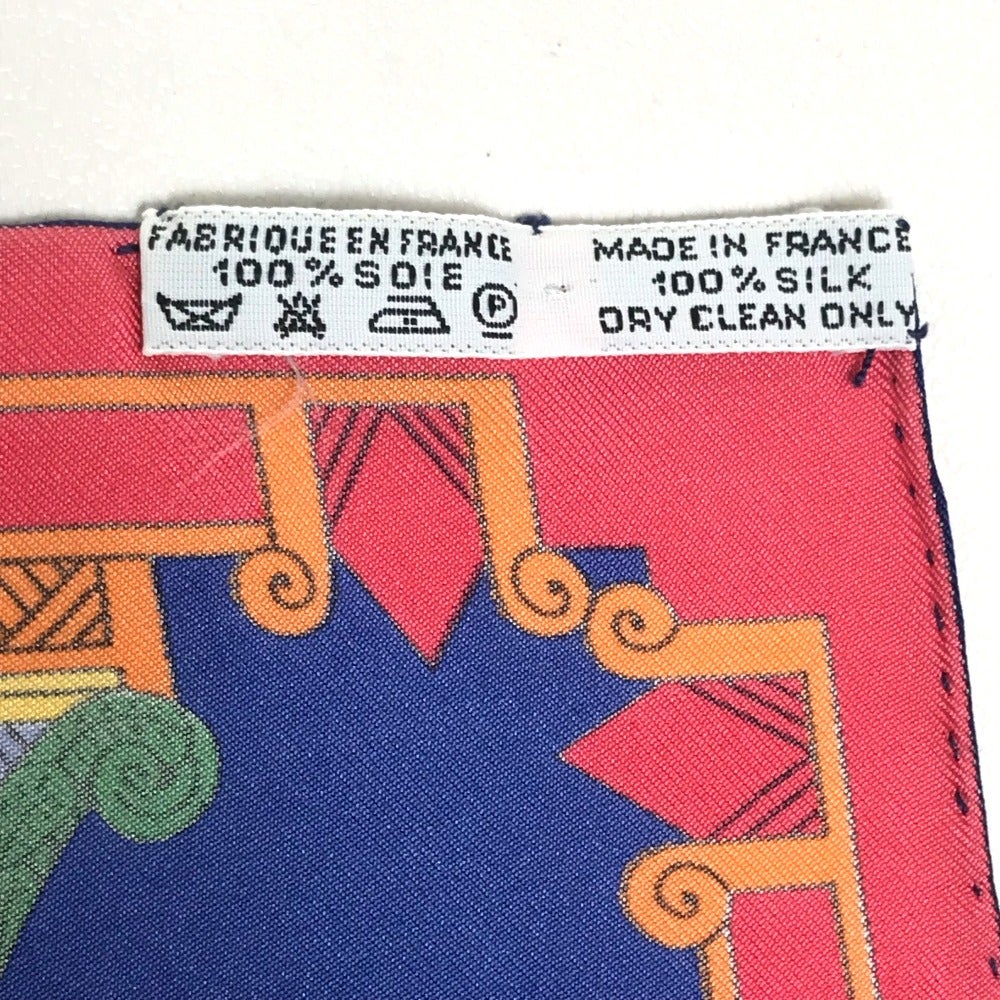 FABRIQUE EN FRANCE
100% SOIE
P
MADE IN FRANCE
100% SILK
DRY CLEAN ONLY